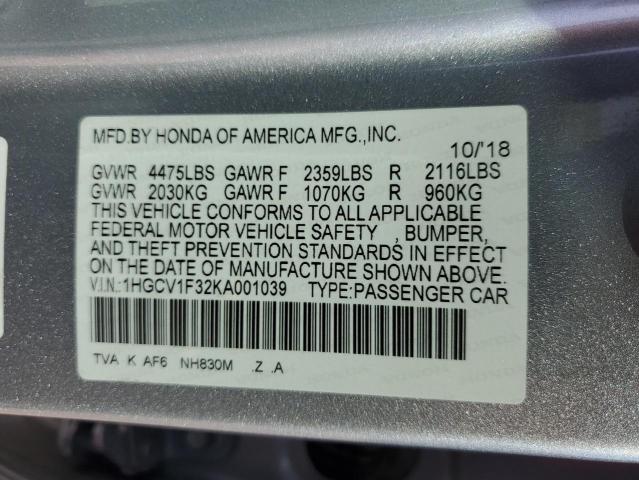 MFD.BY HONDA OF AMERICA MFG.,INC.
10/'18
GVWR 4475LBS GAWR F 2359LBS R 2116LBS
GVWR 2030KG GAWR F 1070KG R 960KG
THIS VEHICLE CONFORMS TO ALL APPLICABLE
FEDERAL MOTOR VEHICLE SAFETY , BUMPER,
AND THEFT PREVENTION STANDARDS IN EFFECT
ON THE DATE OF MANUFACTURE SHOWN ABOVE.
V.I.N.:1HGCV1F32KA001039 TYPE:PASSENGER CAR
TVA K AF6 NH830M .Z .A